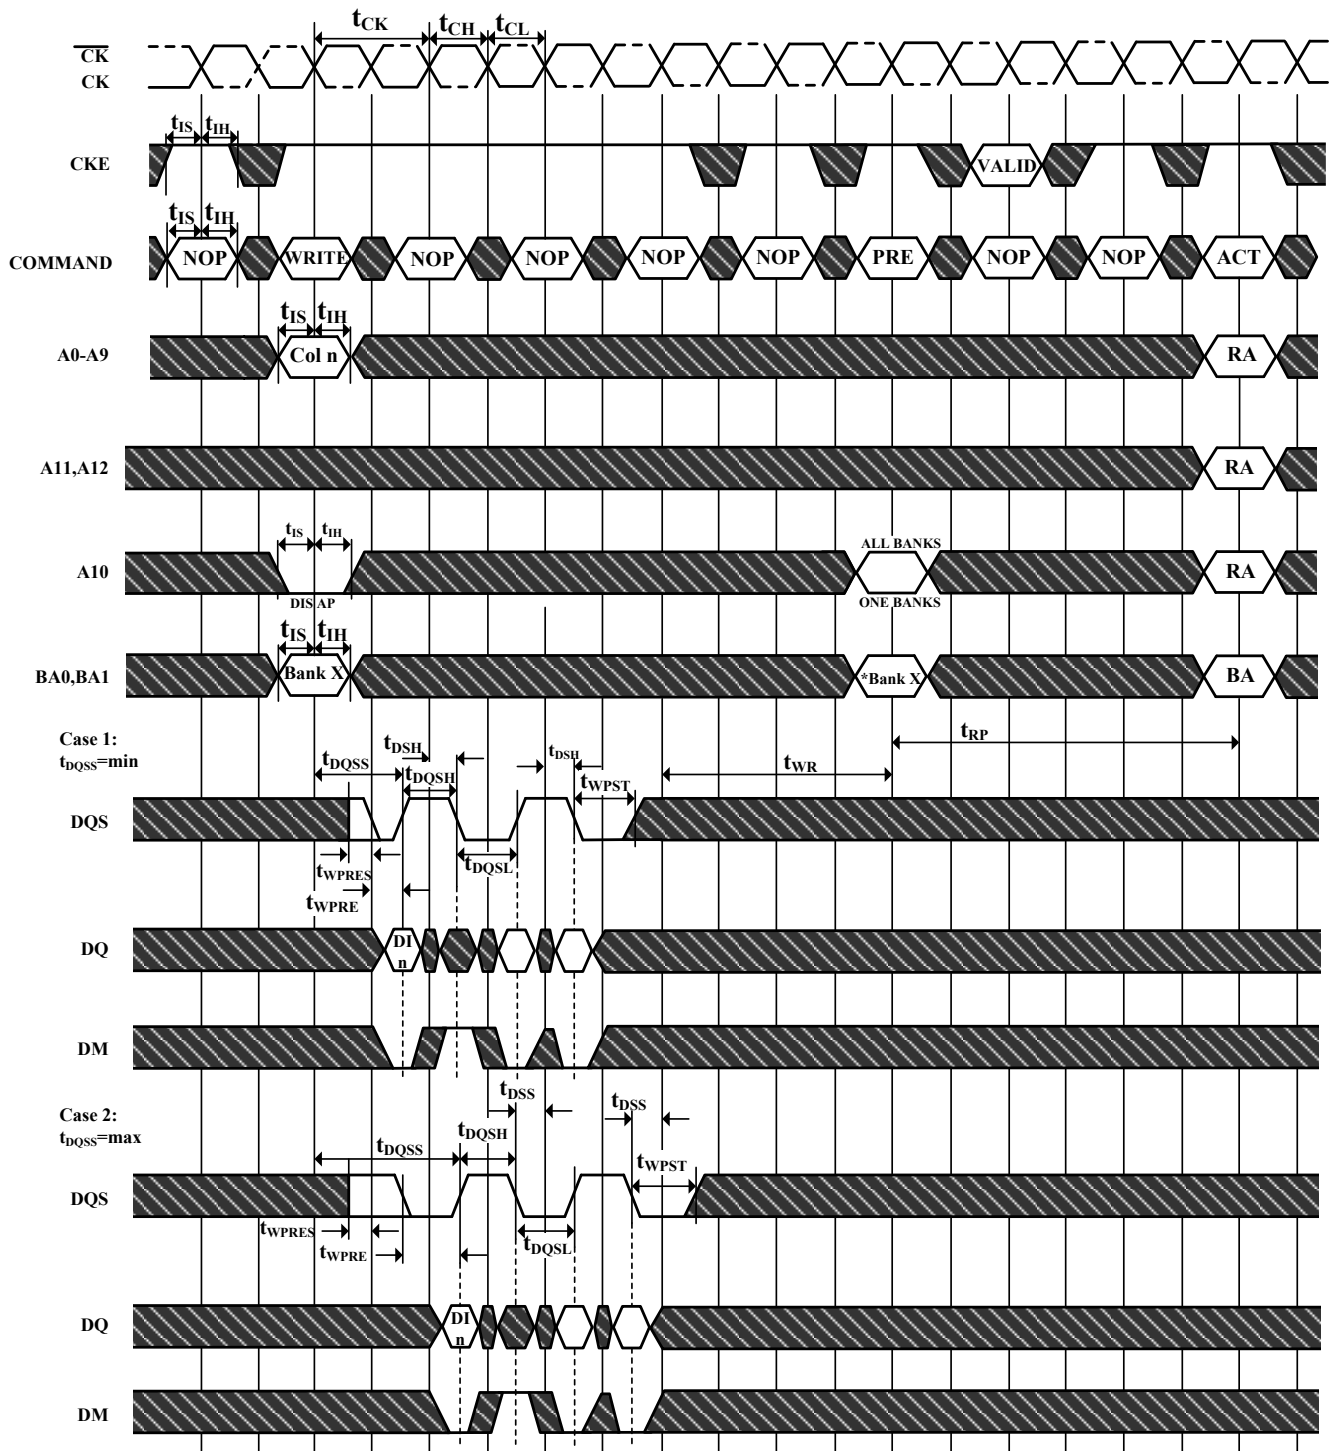 tCK tCH tCL
CK
CK
tIS tIH
CKE VALID
tIS tIH
COMMAND NOP WRITE NOP NOP NOP NOP PRE NOP NOP ACT
tIS tIH
A0-A9 Col n RA
A11,A12 RA
tIS tIH
ALL BANKS
A10 RA
DIS AP ONE BANKS
tIS tIH
BA0,BA1 Bank X *Bank X BA
Case 1:
tDQSS=min
tDSH tDSH tRP
tDQSS tDQSH tWPST tWR
DQS
tWPRES tDQSL
tWPRE
DQ DI n
DM
tDSS tDSS
Case 2:
tDQSS=max
tDQSS tDQSH tWPST
DQS
tWPRES tWPRE tDQSL
DQ DI n
DM